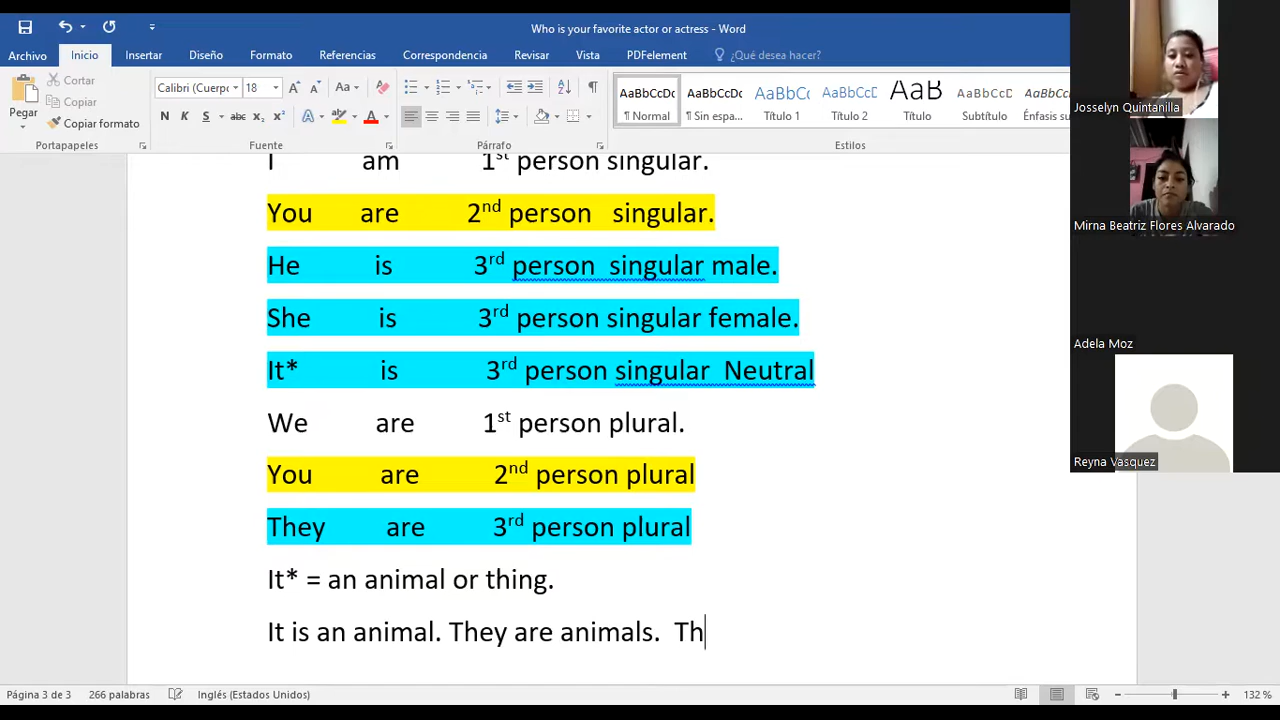 Who is your favorite actor or actress - Word
Archivo Inicio Insertar Diseño Formato Referencias Correspondencia Revisar Vista PDFelement ¿Qué desea hacer?
Pegar
Cortar
Copiar
Copiar formato
Portapapeles
Calibri (Cuerpo 18
N K S abc x₂ x²
Fuente
Párrafo
AaBbCcDc AaBbCcDc AaBbCc AaBbCcD AaB AaBbCcD AaBbCcDc
¶ Normal ¶ Sin espa... Título 1 Título 2 Título Subtítulo Énfasis su
Estilos
I am 1st person singular.
You are 2nd person singular.
He is 3rd person singular male.
She is 3rd person singular female.
It* is 3rd person singular Neutral
We are 1st person plural.
You are 2nd person plural
They are 3rd person plural
It* = an animal or thing.
It is an animal. They are animals. Th
Página 3 de 3 266 palabras Inglés (Estados Unidos) 132 %
Josselyn Quintanilla
Mirna Beatriz Flores Alvarado
Adela Moz
Reyna Vasquez